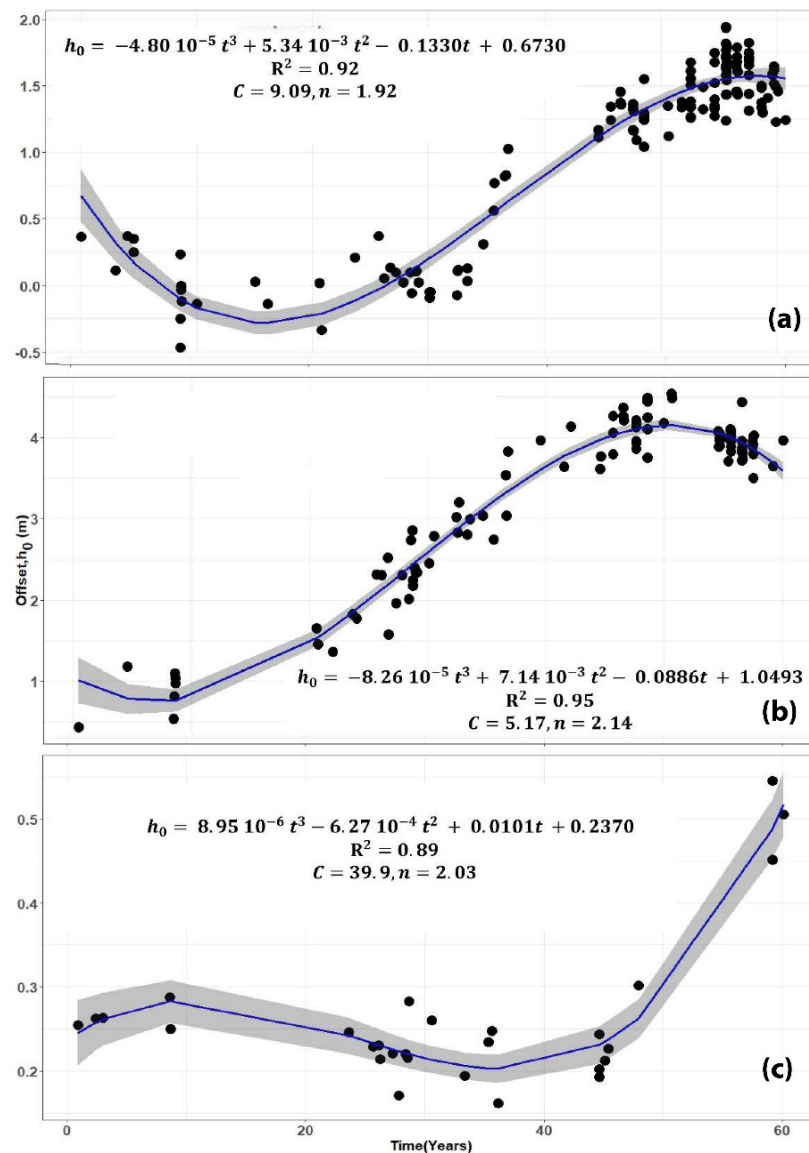 2.0
1.5
1.0
0.5
0.0
-0.5
h₀ = −4.80 10⁻⁵ t³ + 5.34 10⁻³ t² − 0.1330t + 0.6730
R² = 0.92
C = 9.09, n = 1.92
(a)
Offset,h₀ (m)
4
3
2
1
h₀ = −8.26 10⁻⁵ t³ + 7.14 10⁻³ t² − 0.0886t + 1.0493
R² = 0.95
C = 5.17, n = 2.14
(b)
0.5
0.4
0.3
0.2
h₀ = 8.95 10⁻⁶ t³ − 6.27 10⁻⁴ t² + 0.0101t + 0.2370
R² = 0.89
C = 39.9, n = 2.03
(c)
0 20 40 60
Time(Years)